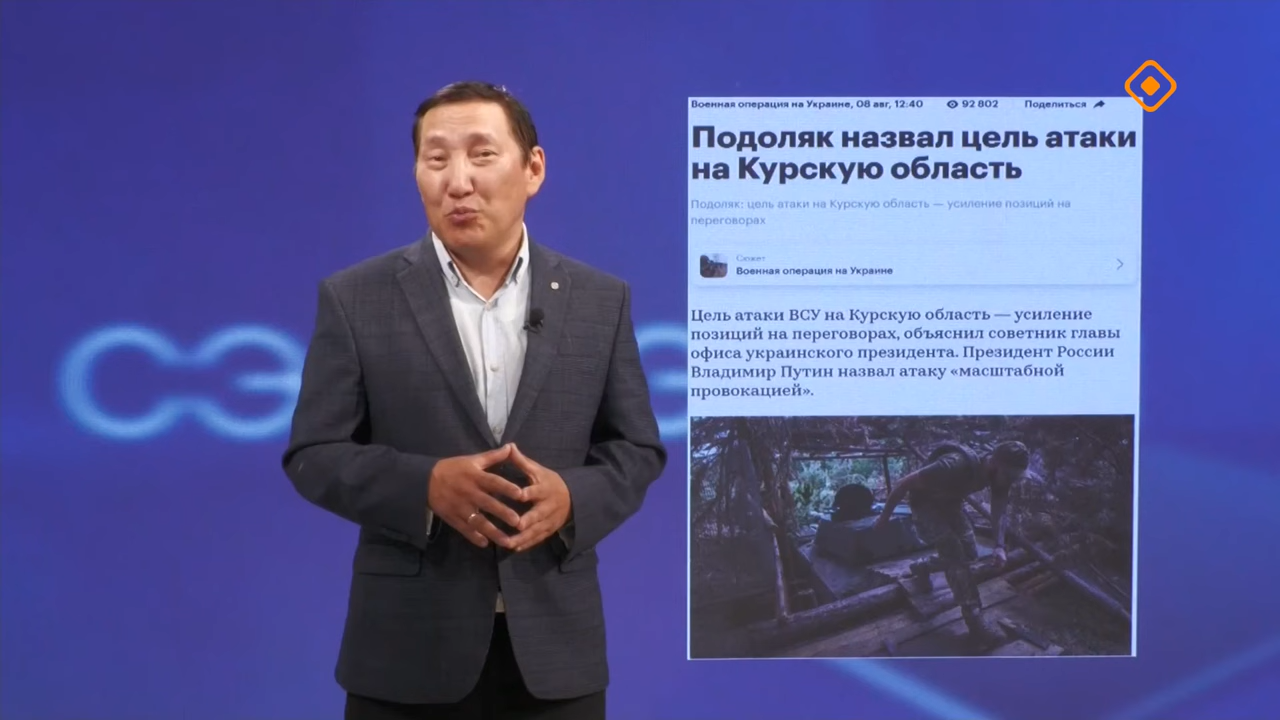 Военная операция на Украине, 08 авг, 12:40 92 802 Поделиться
Подоляк назвал цель атаки
на Курскую область
Подоляк: цель атаки на Курскую область — усиление позиций на
переговорах
Сюжет
Военная операция на Украине
Цель атаки ВСУ на Курскую область — усиление
позиций на переговорах, объяснил советник главы
офиса украинского президента. Президент России
Владимир Путин назвал атаку «масштабной
провокацией».